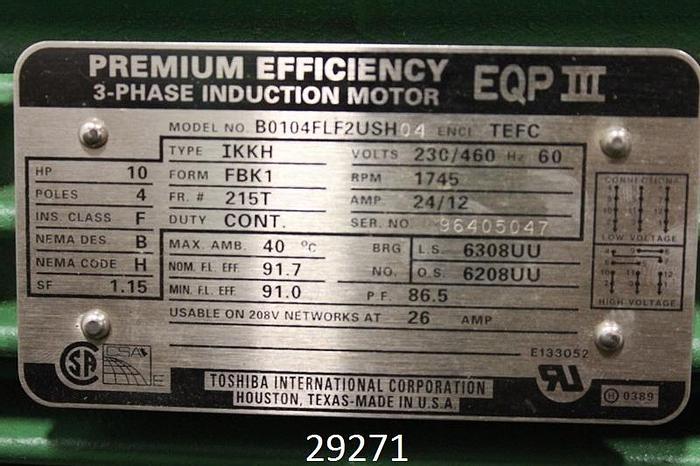 PREMIUM EFFICIENCY EQP III
3-PHASE INDUCTION MOTOR
MODEL NO. B0104FLF2USH04 ENCL TEFC
TYPE IKKH VOLTS 230/460 Hz 60
HP 10 FORM FBK1 RPM 1745
POLES 4 FR. # 215T AMP 24/12
INS. CLASS F DUTY CONT. SER. NO 96405047
NEMA DES. B MAX. AMB. 40 °C BRG L.S. 6308UU
NEMA CODE H NOM. F.L. EFF. 91.7 NO. O.S. 6208UU
SF 1.15 MIN. F.L. EFF. 91.0 P.F. 86.5
USABLE ON 208V NETWORKS AT 26 AMP
CONNECTIONS
LOW VOLTAGE
HIGH VOLTAGE
E133052
SA
CSA
E
TOSHIBA INTERNATIONAL CORPORATION
HOUSTON, TEXAS-MADE IN U.S.A.
RU
H 0389
29271